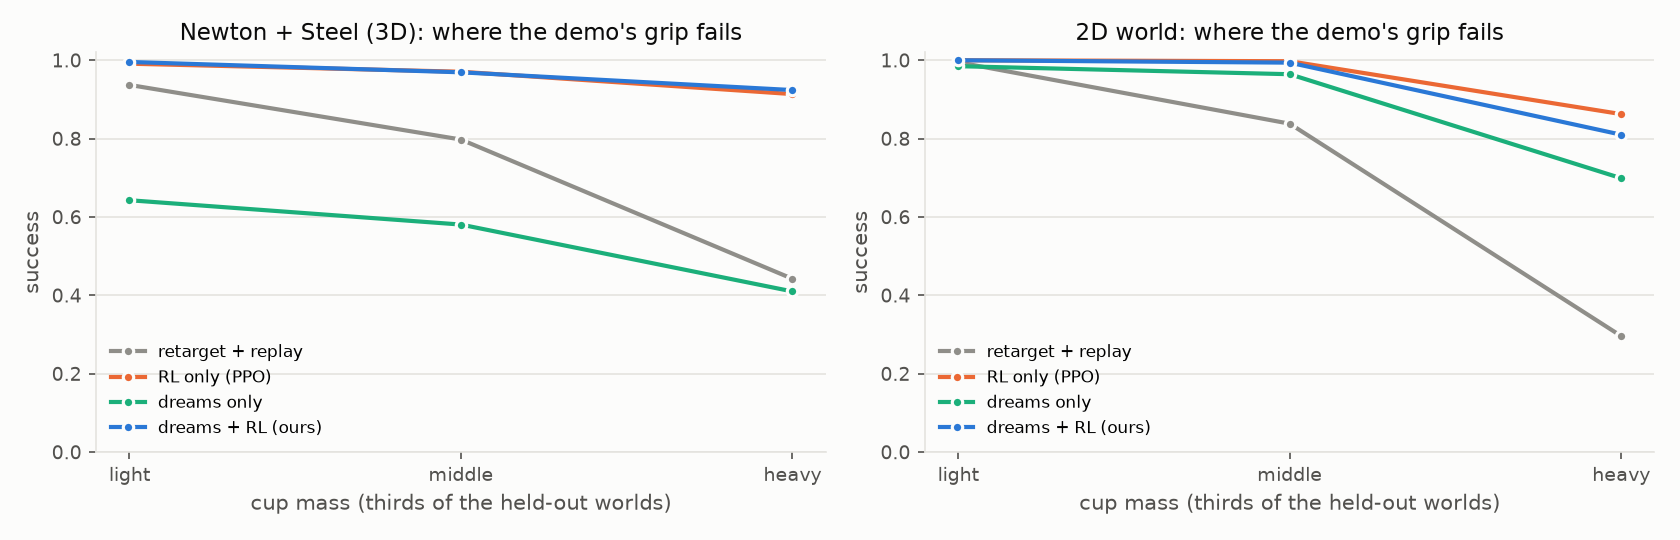 Newton + Steel (3D): where the demo's grip fails
success
1.0
0.8
0.6
0.4
0.2
0.0
retarget + replay
RL only (PPO)
dreams only
dreams + RL (ours)
light
middle
heavy
cup mass (thirds of the held-out worlds)
2D world: where the demo's grip fails
success
1.0
0.8
0.6
0.4
0.2
0.0
retarget + replay
RL only (PPO)
dreams only
dreams + RL (ours)
light
middle
heavy
cup mass (thirds of the held-out worlds)